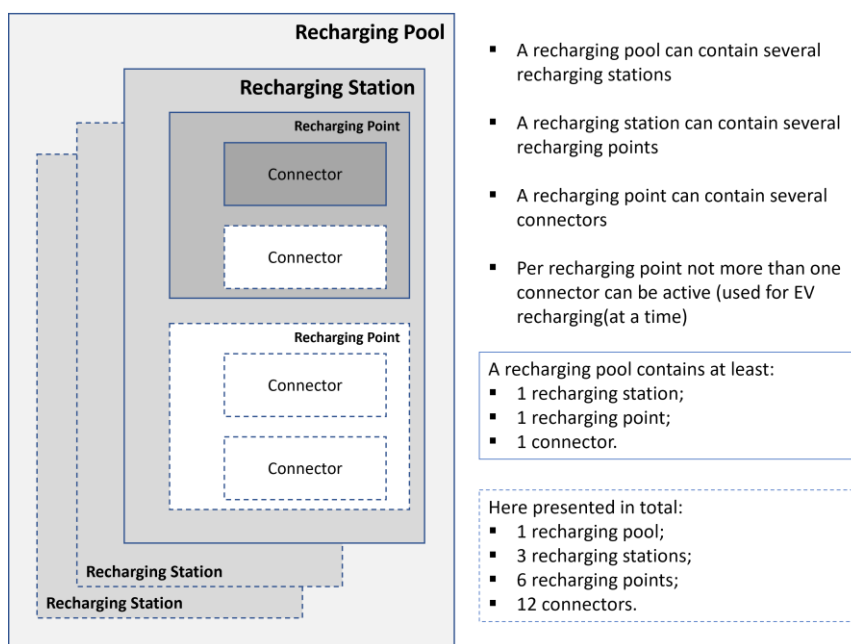 Recharging Pool
Recharging Station
Recharging Point
Connector
Connector
Recharging Point
Connector
Connector
Recharging Station
Recharging Station
▪ A recharging pool can contain several
recharging stations
▪ A recharging station can contain several
recharging points
▪ A recharging point can contain several
connectors
▪ Per recharging point not more than one
connector can be active (used for EV
recharging(at a time)
A recharging pool contains at least:
▪ 1 recharging station;
▪ 1 recharging point;
▪ 1 connector.
Here presented in total:
▪ 1 recharging pool;
▪ 3 recharging stations;
▪ 6 recharging points;
▪ 12 connectors.